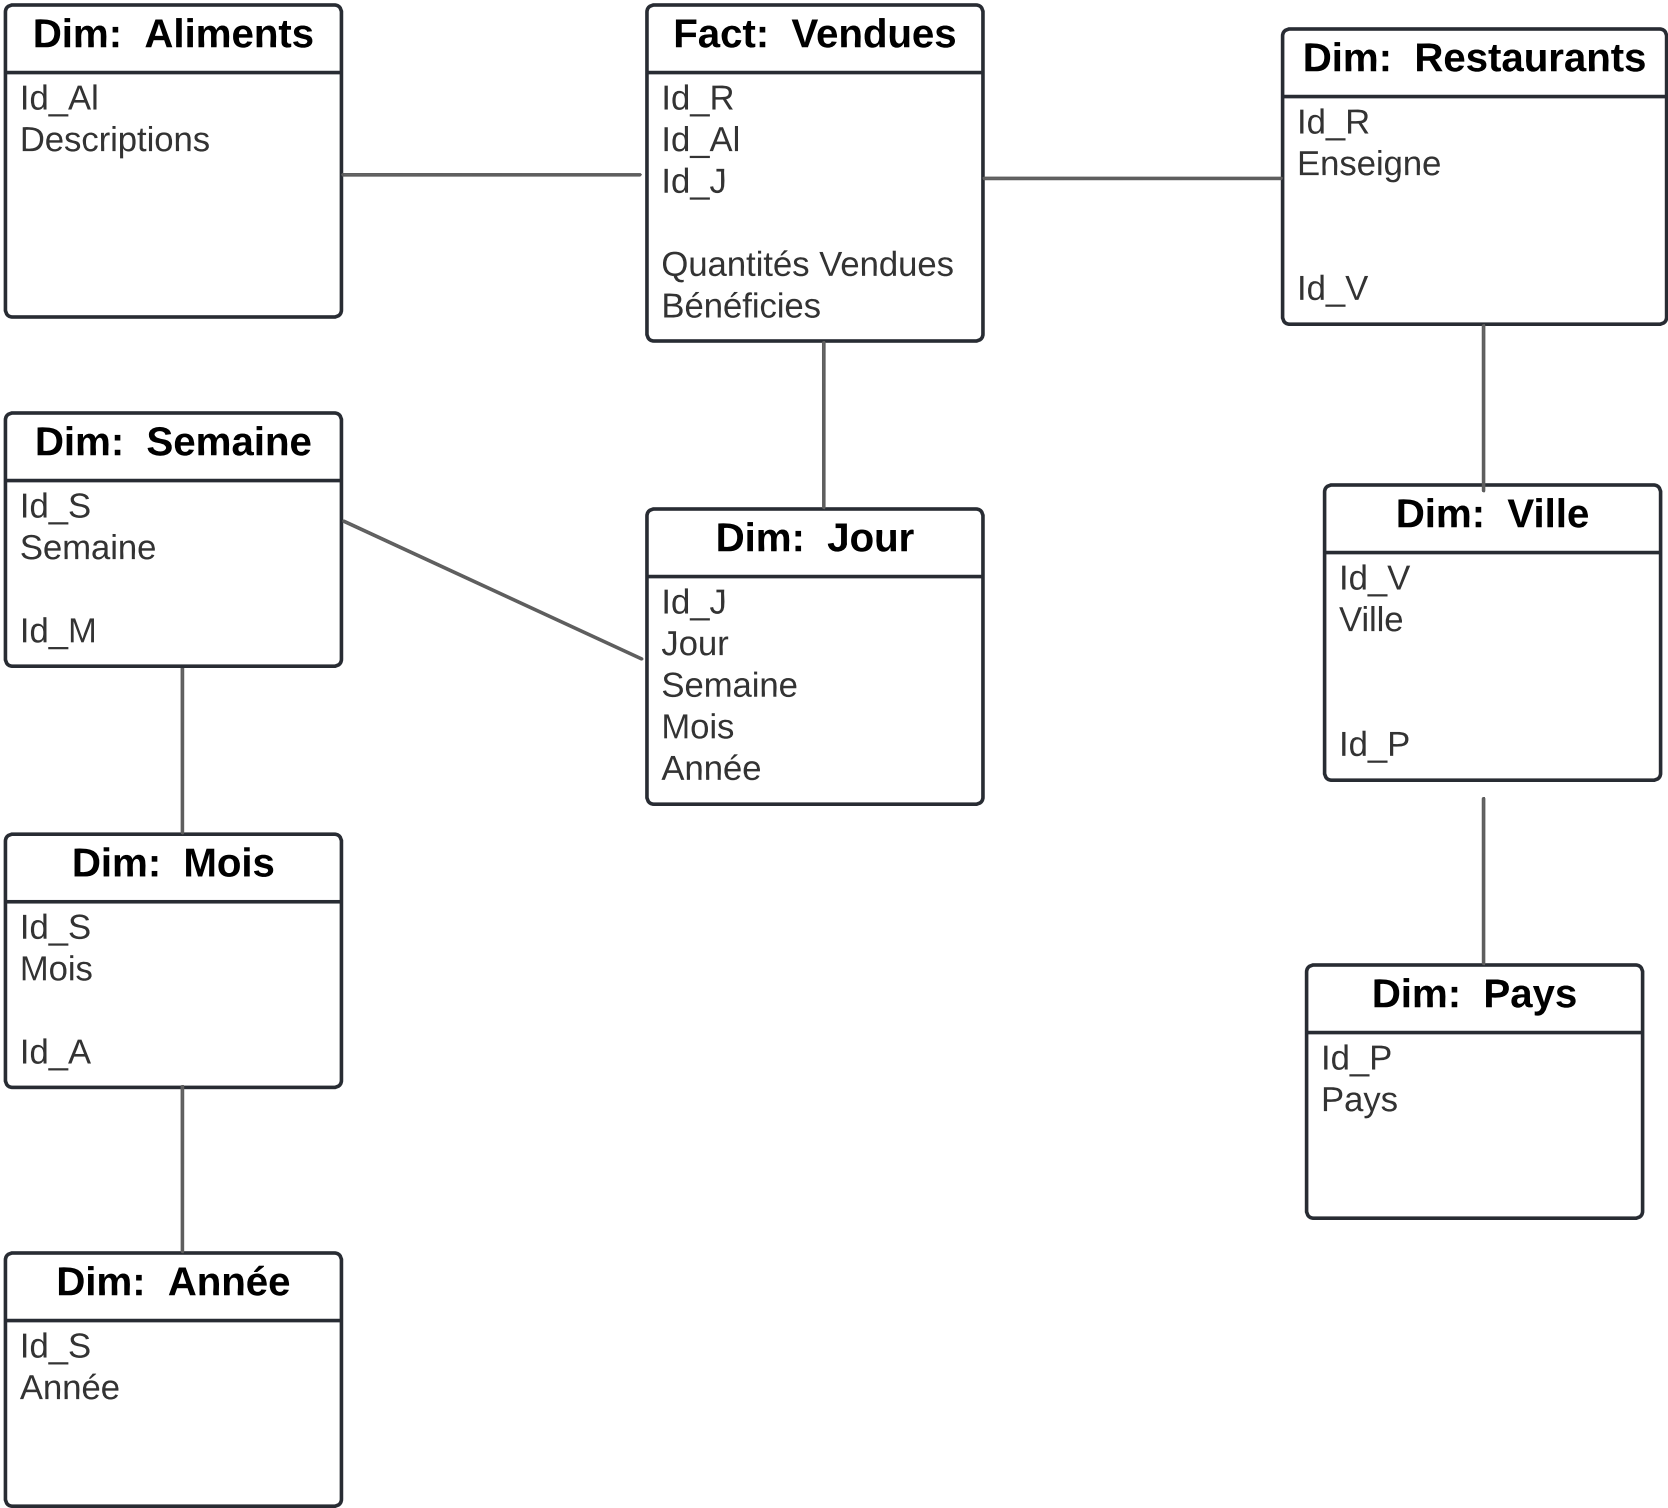 Dim: Aliments
Id_Al
Descriptions
Fact: Vendues
Id_R
Id_Al
Id_J
Quantités Vendues
Bénéficies
Dim: Restaurants
Id_R
Enseigne
Id_V
Dim: Semaine
Id_S
Semaine
Id_M
Dim: Jour
Id_J
Jour
Semaine
Mois
Année
Dim: Ville
Id_V
Ville
Id_P
Dim: Mois
Id_S
Mois
Id_A
Dim: Pays
Id_P
Pays
Dim: Année
Id_S
Année